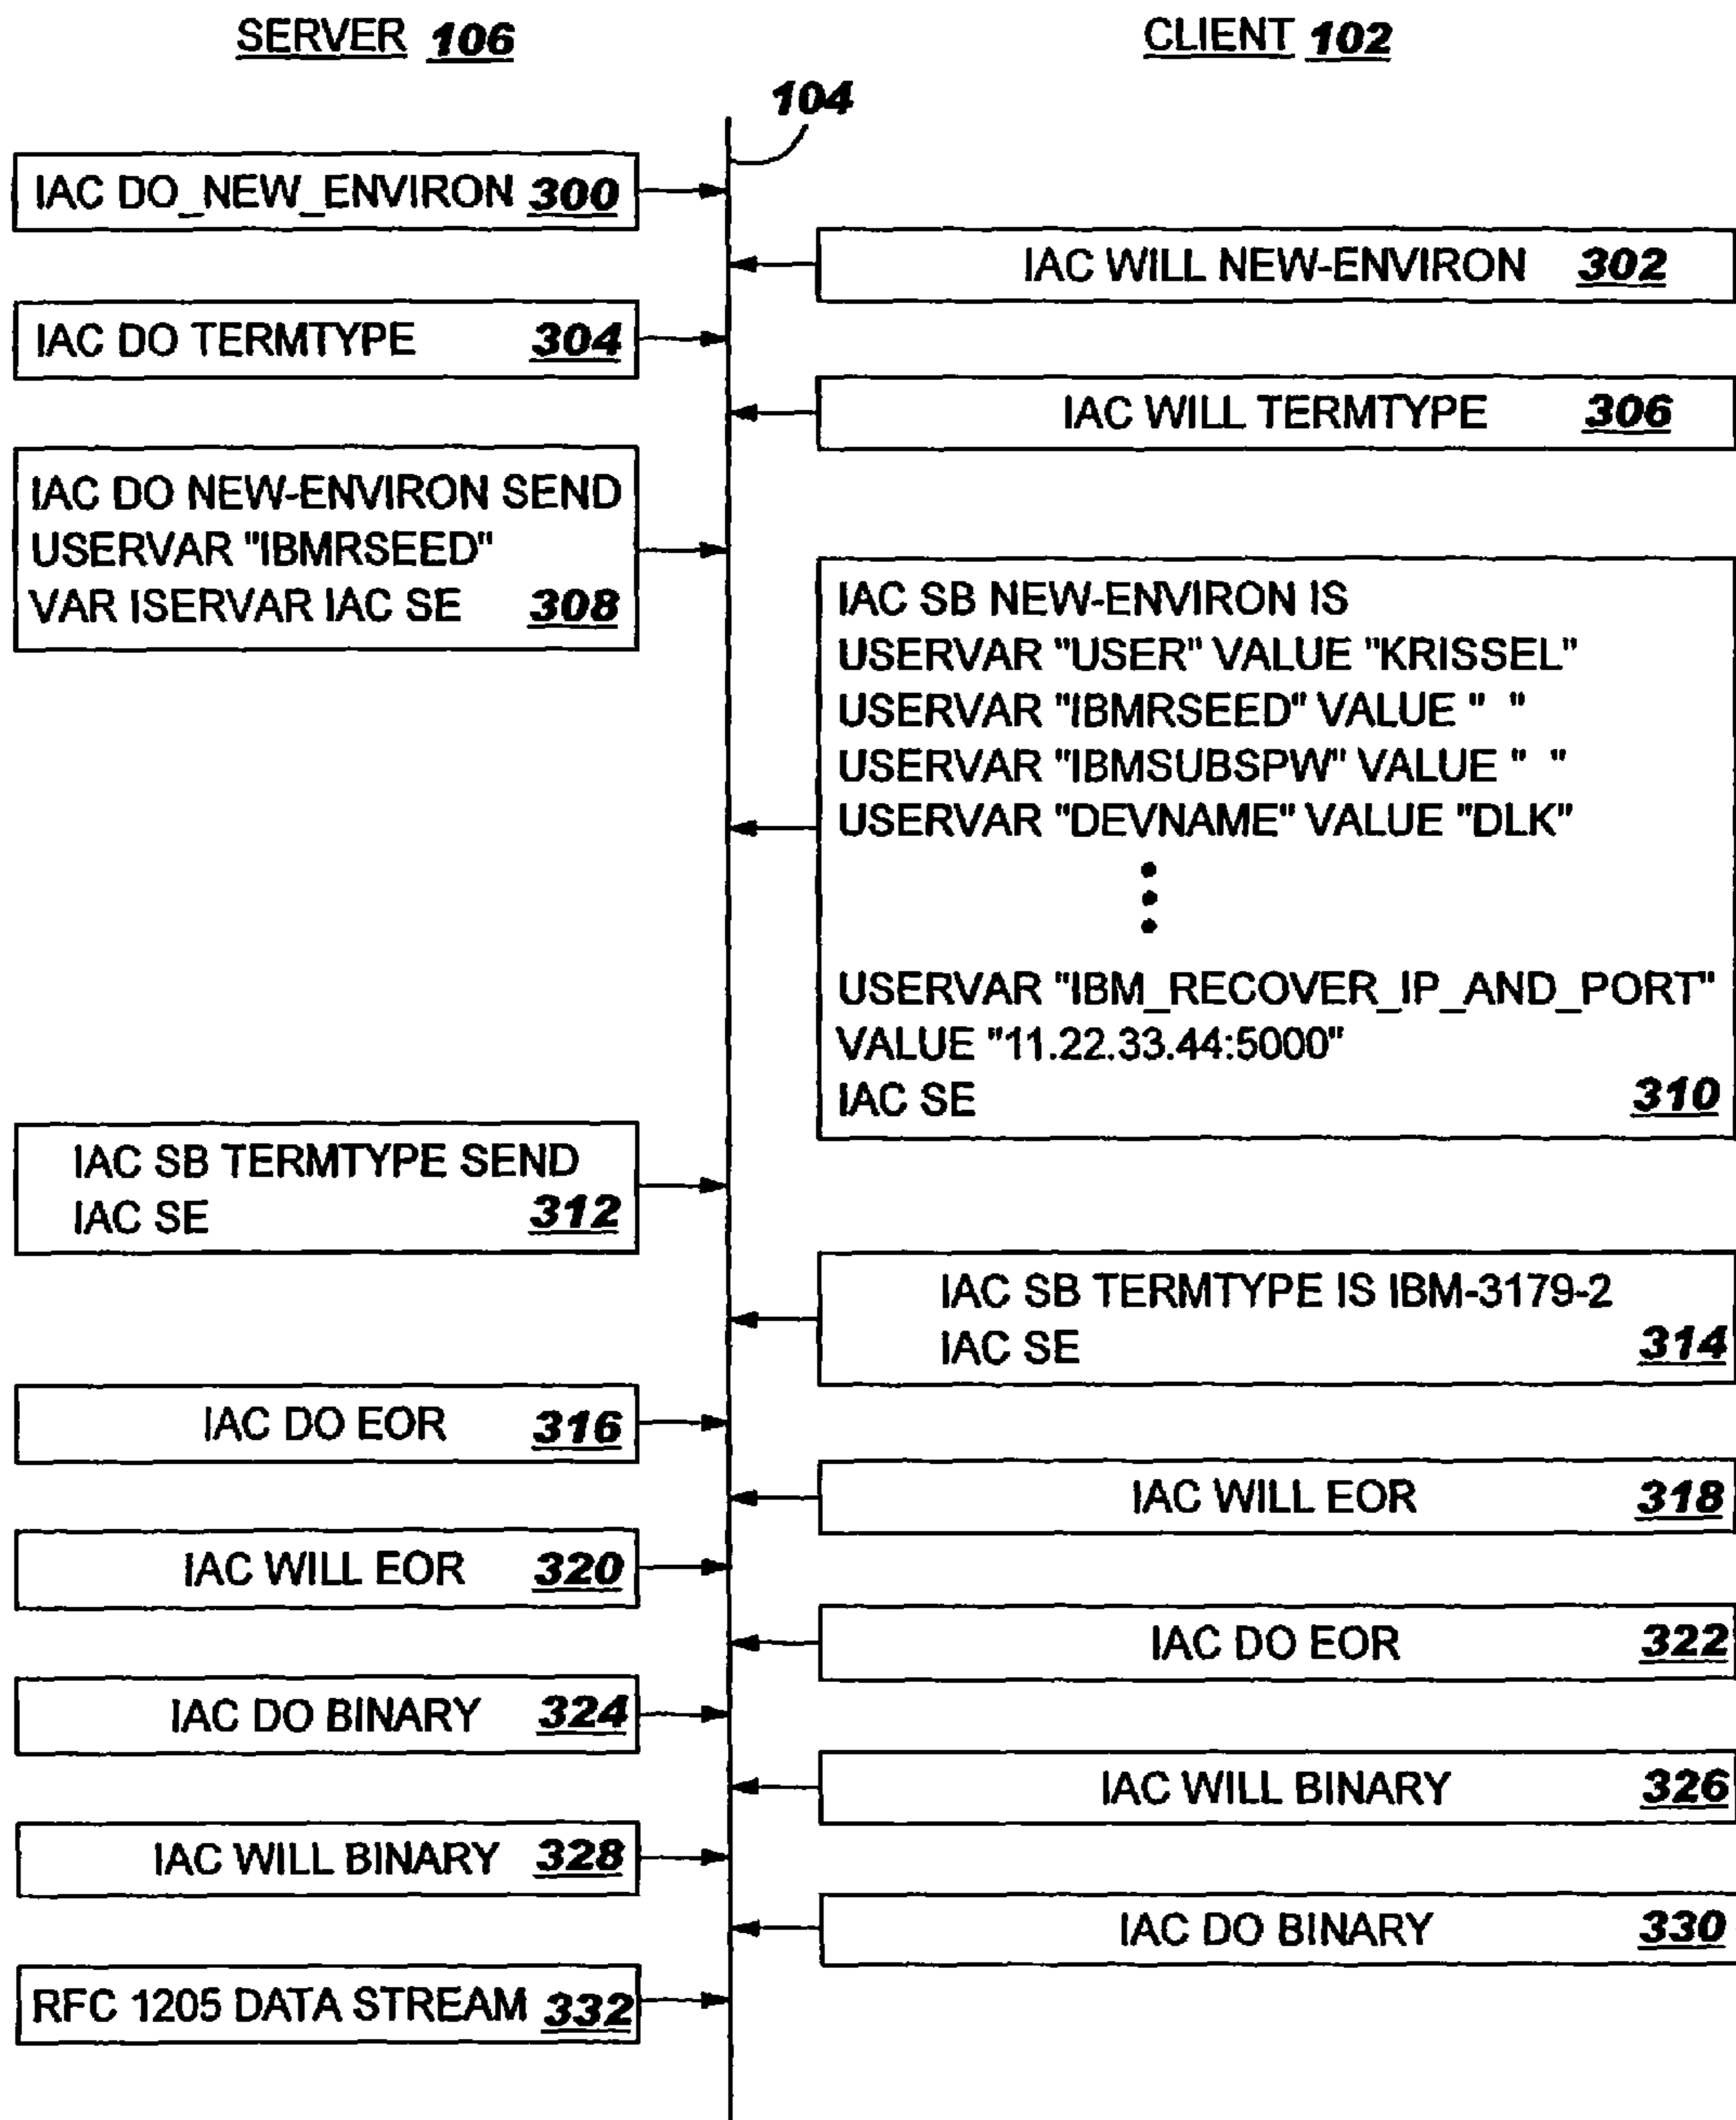 SERVER 106
CLIENT 102
104
IAC DO_NEW_ENVIRON 300
IAC WILL NEW-ENVIRON 302
IAC DO TERMTYPE 304
IAC WILL TERMTYPE 306
IAC DO NEW-ENVIRON SEND
USERVAR "IBMRSEED"
VAR ISERVAR IAC SE 308
IAC SB NEW-ENVIRON IS
USERVAR "USER" VALUE "KRISSEL"
USERVAR "IBMRSEED" VALUE " "
USERVAR "IBMSUBSPW" VALUE " "
USERVAR "DEVNAME" VALUE "DLK"
USERVAR "IBM_RECOVER_IP_AND_PORT"
VALUE "11.22.33.44:5000"
IAC SE 310
IAC SB TERMTYPE SEND
IAC SE 312
IAC SB TERMTYPE IS IBM-3179-2
IAC SE 314
IAC DO EOR 316
IAC WILL EOR 318
IAC WILL EOR 320
IAC DO EOR 322
IAC DO BINARY 324
IAC WILL BINARY 326
IAC WILL BINARY 328
IAC DO BINARY 330
RFC 1205 DATA STREAM 332